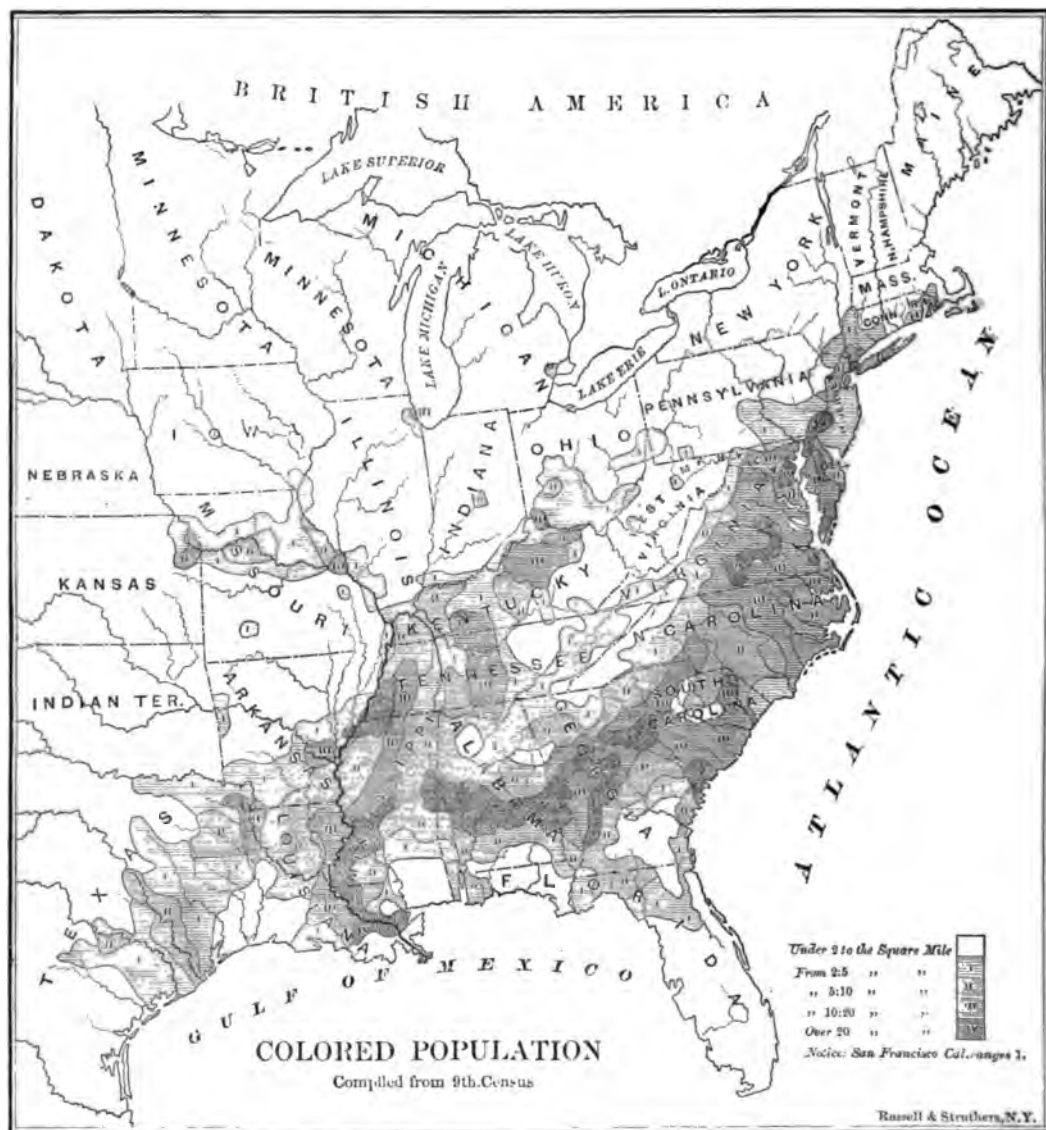 BRITISH AMERICA
MAINE
LAKE SUPERIOR
MINNESOTA
DAKOTA
MICHIGAN
VERMONT
N.HAMPSHIRE
MINNESOTA
LAKE HURON
LAKE MICHIGAN
L.ONTARIO
NEW YORK
MASS.
CONN.
R.I.
LAKE ERIE
PENNSYLVANIA
IOWA
ILLINOIS
INDIANA
OHIO
NEBRASKA
WEST VIRGINIA
VIRGINIA
KANSAS
MISSOURI
KENTUCKY
N.CAROLINA
TENNESSEE
INDIAN TER.
ARKANSAS
SOUTH
CAROLINA
GEORGIA
ALABAMA
LOUISIANA
TEXAS
FLORIDA
ATLANTIC OCEAN
GULF OF MEXICO
Under 2 to the Square Mile
From 2:5 " "
" 5:10 " "
" 10:20 " "
Over 20 " "
Notice: San Francisco Cal. ranges 1.
COLORED POPULATION
Compiled from 9th.Census
Russell & Struthers, N.Y.